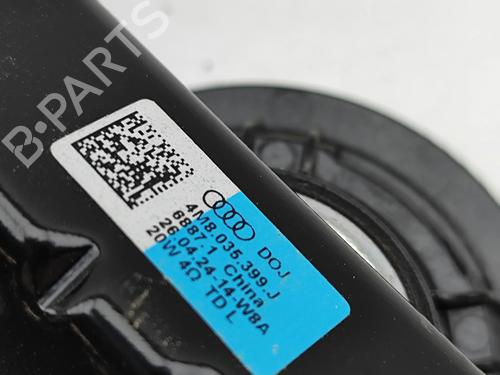 B-PARTS
DOJ
4M8.035.399.J
6887.1 China
26.04.24-14-W8A
20W 4Ω TD L